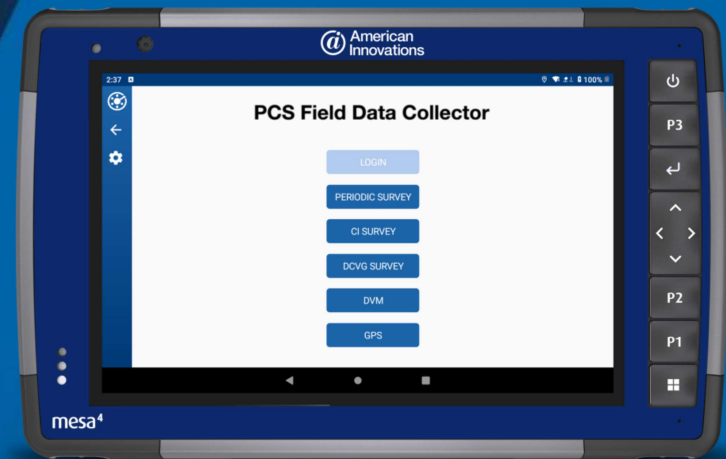 American
Innovations
2:37
100%
PCS Field Data Collector
LOGIN
PERIODIC SURVEY
CI SURVEY
DCVG SURVEY
DVM
GPS
P3
P2
P1
mesa4